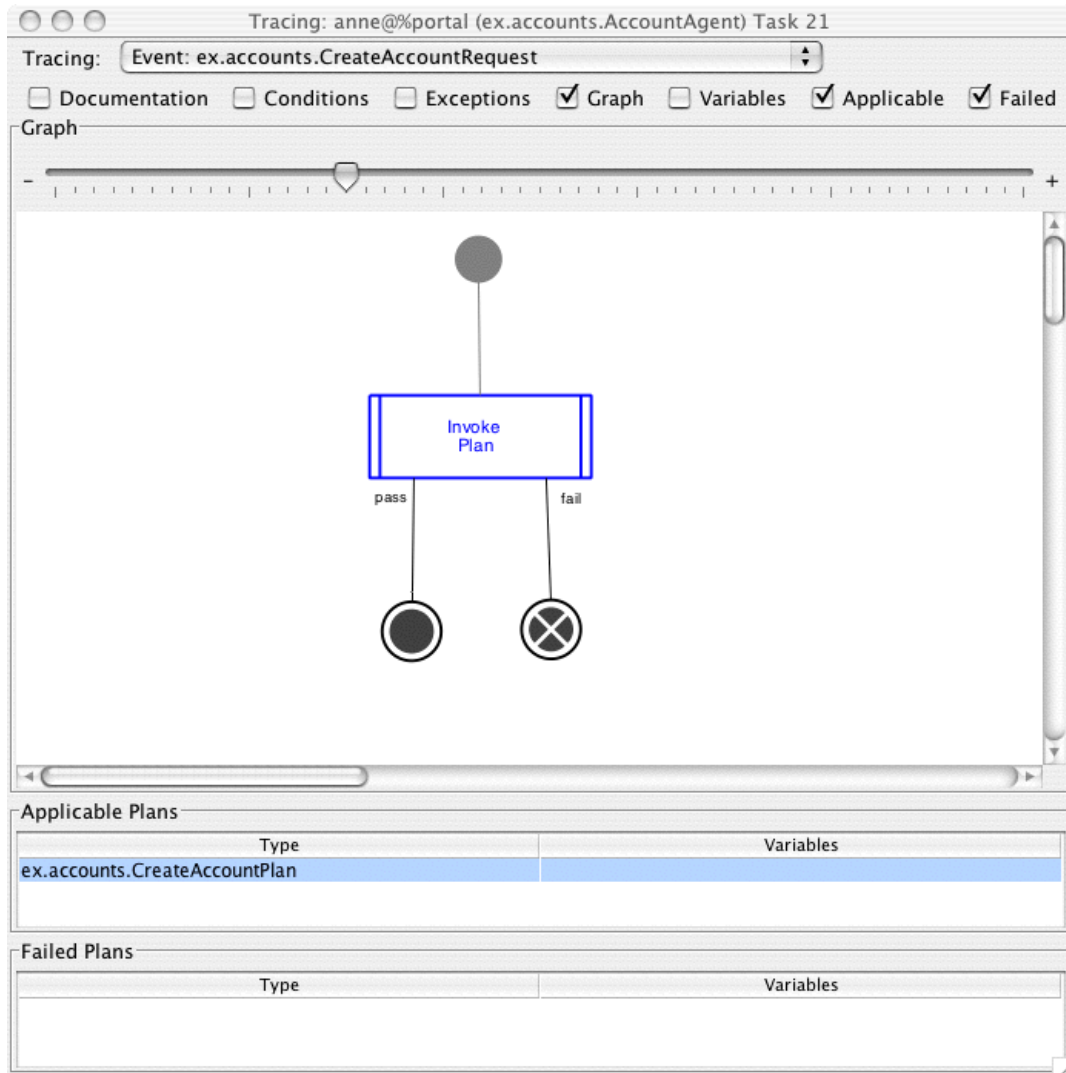 Tracing: anne@%portal (ex.accounts.AccountAgent) Task 21
Tracing: Event: ex.accounts.CreateAccountRequest
Documentation Conditions Exceptions Graph Variables Applicable Failed
Graph
- +
Invoke
Plan
pass fail
Applicable Plans
Type Variables
ex.accounts.CreateAccountPlan
Failed Plans
Type Variables